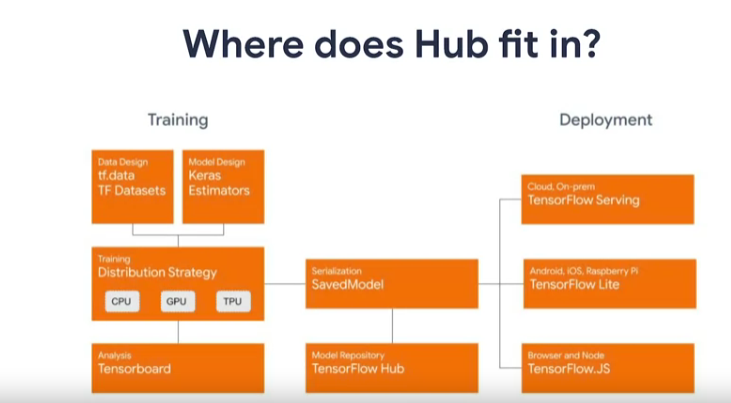 Where does Hub fit in?
Training
Deployment
Data Design
tf.data
TF Datasets
Model Design
Keras
Estimators
Training
Distribution Strategy
CPU
GPU
TPU
Analysis
Tensorboard
Serialization
SavedModel
Model Repository
TensorFlow Hub
Cloud, On-prem
TensorFlow Serving
Android, iOS, Raspberry Pi
TensorFlow Lite
Browser and Node
TensorFlow.JS